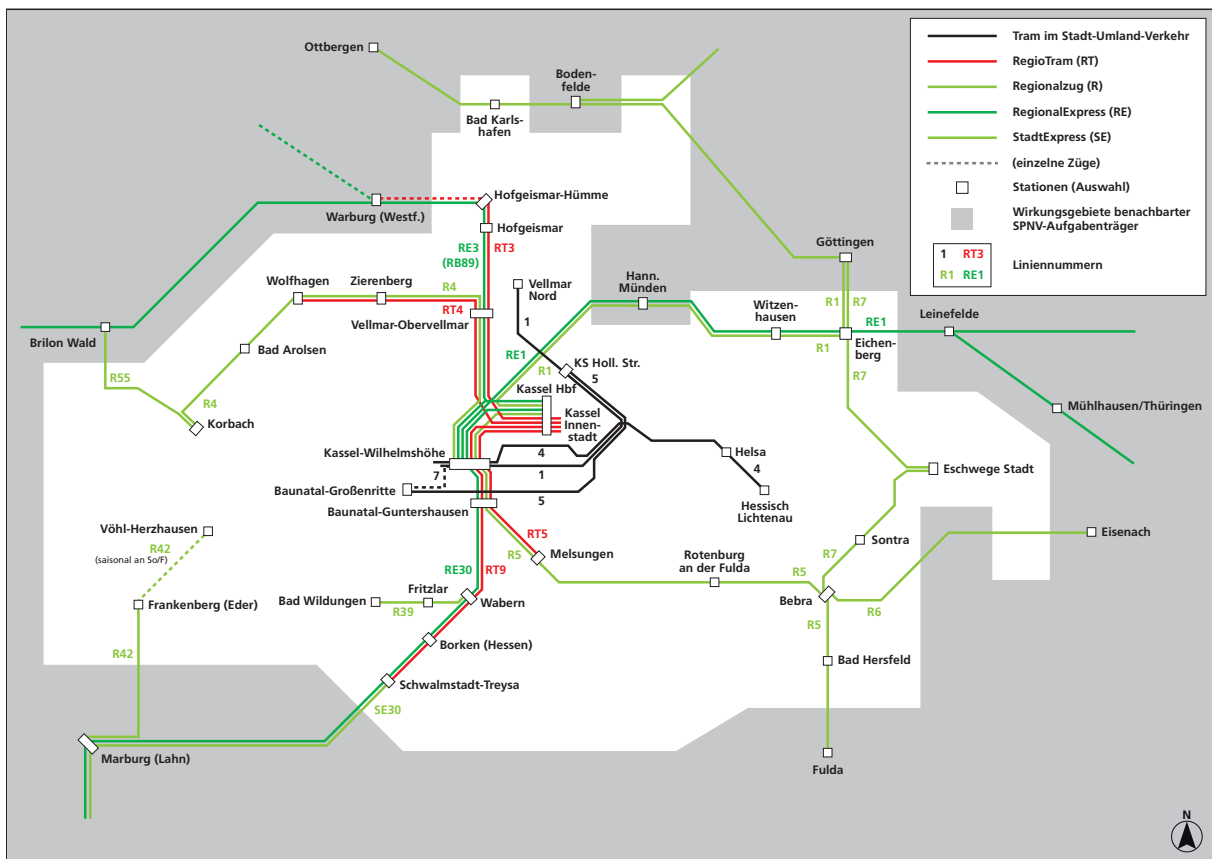 Ottbergen
Boden-
felde
Bad Karls-
hafen
Tram im Stadt-Umland-Verkehr
RegioTram (RT)
Regionalzug (R)
RegionalExpress (RE)
StadtExpress (SE)
(einzelne Züge)
Stationen (Auswahl)
Wirkungsgebiete benachbarter
SPNV-Aufgabenträger
1 RT3
R1 RE1
Liniennummern
Hofgeismar-Hümme
Warburg (Westf.)
Hofgeismar
RE3
(RB89)
RT3
Göttingen
Wolfhagen
Zierenberg
R4
Vellmar
Nord
Hann.
Münden
R1
R7
Witzen-
hausen
RT4
Vellmar-Obervellmar
1
RE1
Leinefelde
Brilon Wald
Bad Arolsen
RE1
R1
R1
Eichen-
berg
KS Holl. Str.
5
R7
R55
R4
Kassel Hbf
Korbach
Kassel
Innen-
stadt
Mühlhausen/Thüringen
Kassel-Wilhelmshöhe
4
Helsa
7
1
4
Eschwege Stadt
Baunatal-Großenritte
5
Hessisch
Lichtenau
Baunatal-Guntershausen
Vöhl-Herzhausen
R42
(saisonal an So/F)
RT5
R5
Melsungen
Sontra
Eisenach
R7
Rotenburg
an der Fulda
RE30
RT9
R5
Frankenberg (Eder)
Bad Wildungen
Fritzlar
R39
Wabern
Bebra
R6
R5
Borken (Hessen)
R42
Bad Hersfeld
Schwalmstadt-Treysa
SE30
Marburg (Lahn)
Fulda
N